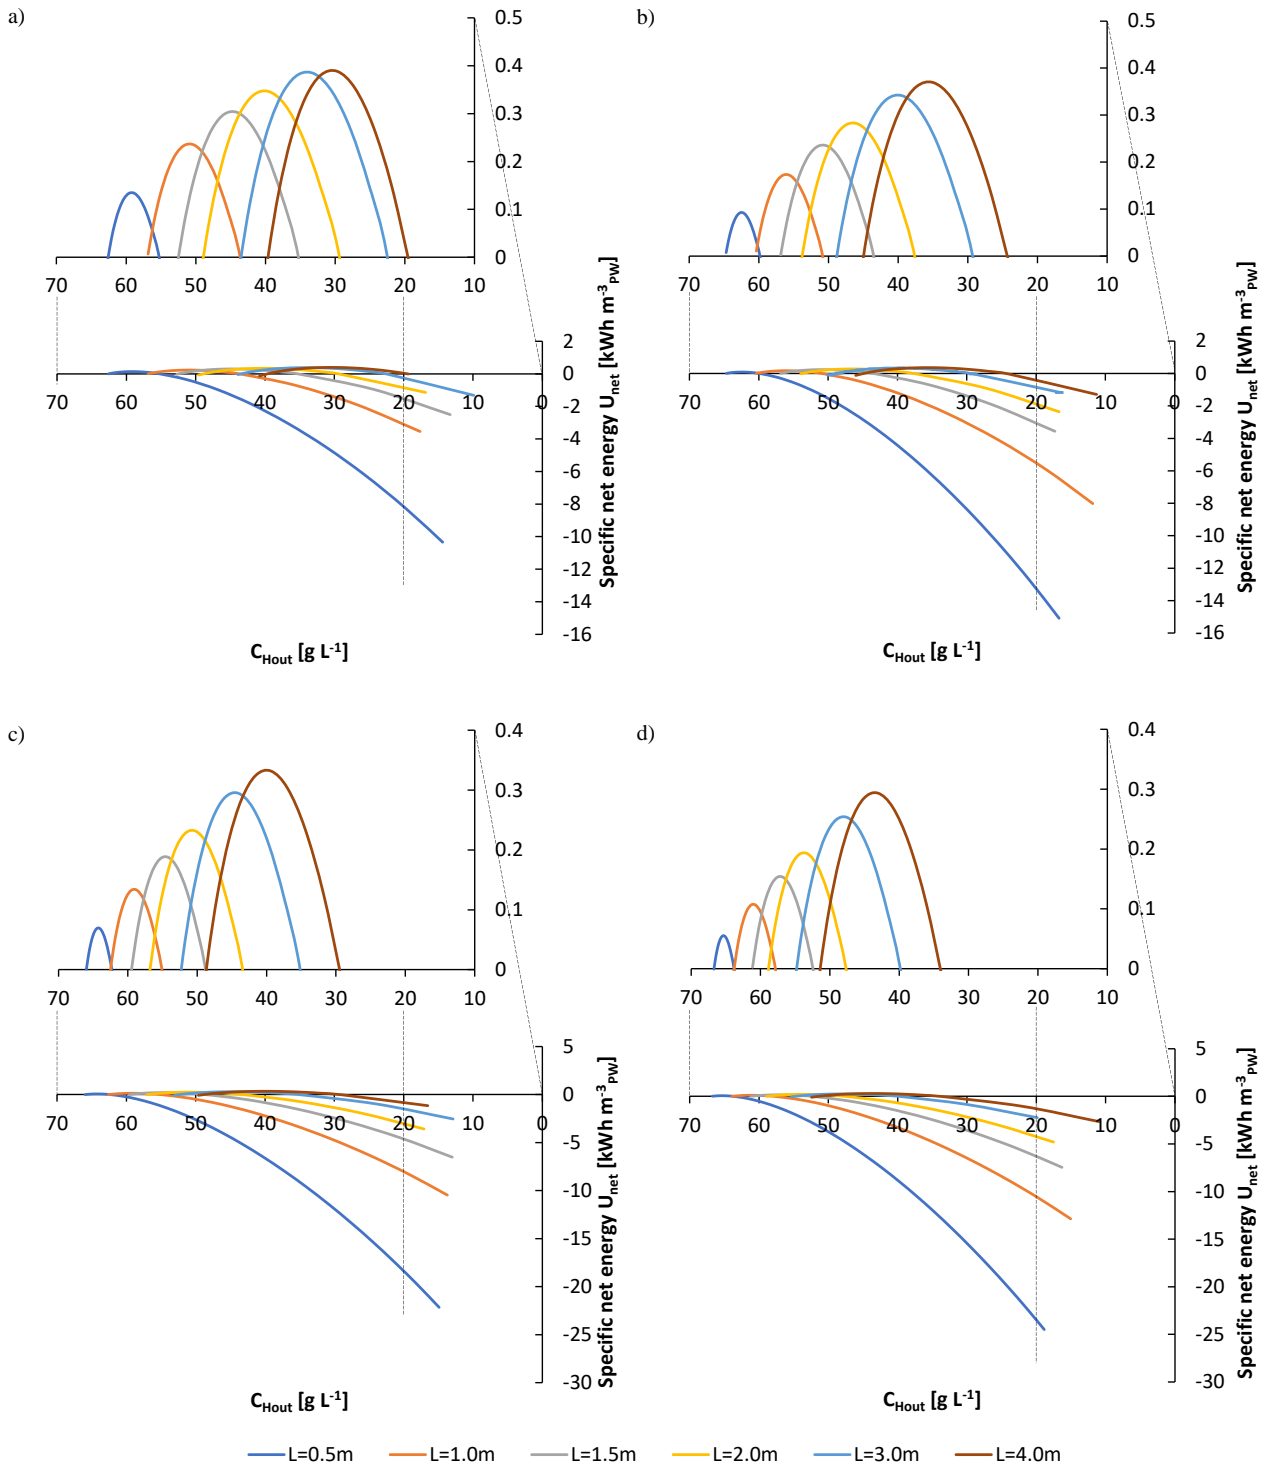 a)
0.5
0.4
0.3
0.2
0.1
0
70 60 50 40 30 20 10
2
0
-2
-4
-6
-8
-10
-12
-14
-16
70 60 50 40 30 20 10 0
Specific net energy Unet [kWh m-3PW]
CHout [g L-1]
b)
0.5
0.4
0.3
0.2
0.1
0
70 60 50 40 30 20 10
2
0
-2
-4
-6
-8
-10
-12
-14
-16
70 60 50 40 30 20 10 0
Specific net energy Unet [kWh m-3PW]
CHout [g L-1]
c)
0.4
0.3
0.2
0.1
0
70 60 50 40 30 20 10
5
0
-5
-10
-15
-20
-25
-30
70 60 50 40 30 20 10 0
Specific net energy Unet [kWh m-3PW]
CHout [g L-1]
d)
0.4
0.3
0.2
0.1
0
70 60 50 40 30 20 10
5
0
-5
-10
-15
-20
-25
-30
70 60 50 40 30 20 10 0
Specific net energy Unet [kWh m-3PW]
CHout [g L-1]
L=0.5m L=1.0m L=1.5m L=2.0m L=3.0m L=4.0m